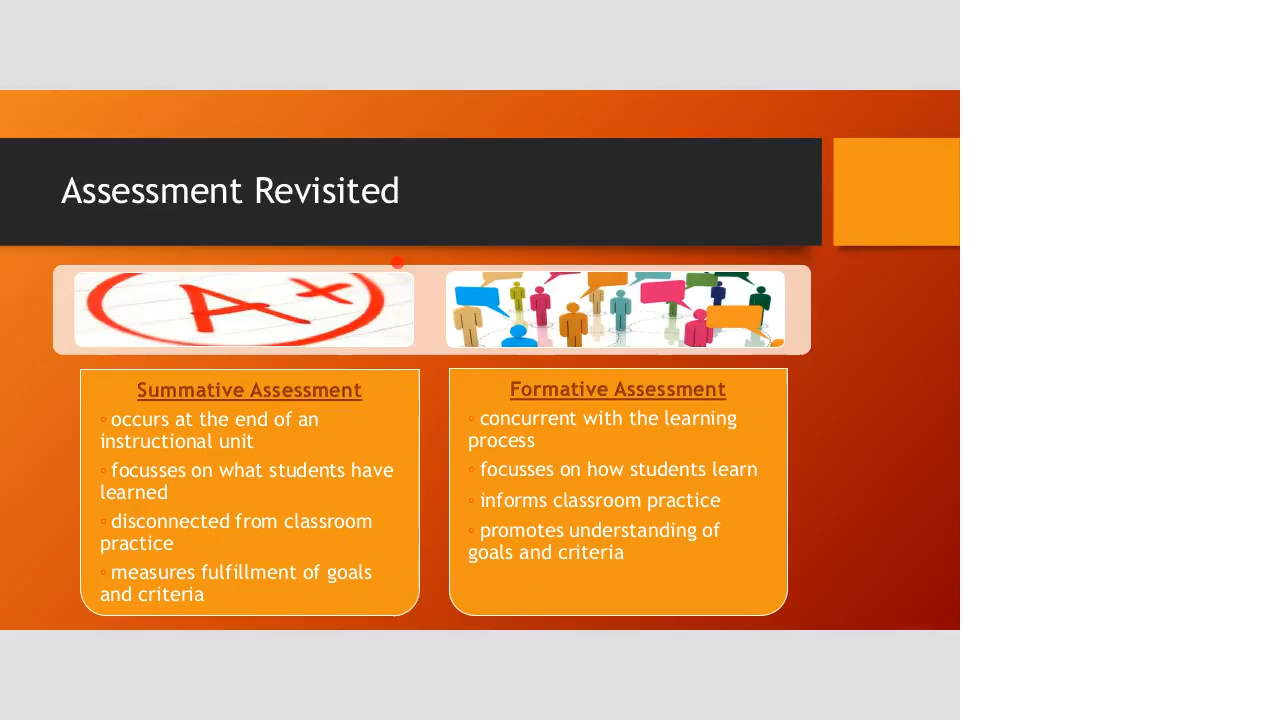 Assessment Revisited
A+
Summative Assessment
◦ occurs at the end of an
instructional unit
◦ focusses on what students have
learned
◦ disconnected from classroom
practice
◦ measures fulfillment of goals
and criteria
Formative Assessment
◦ concurrent with the learning
process
◦ focusses on how students learn
◦ informs classroom practice
◦ promotes understanding of
goals and criteria